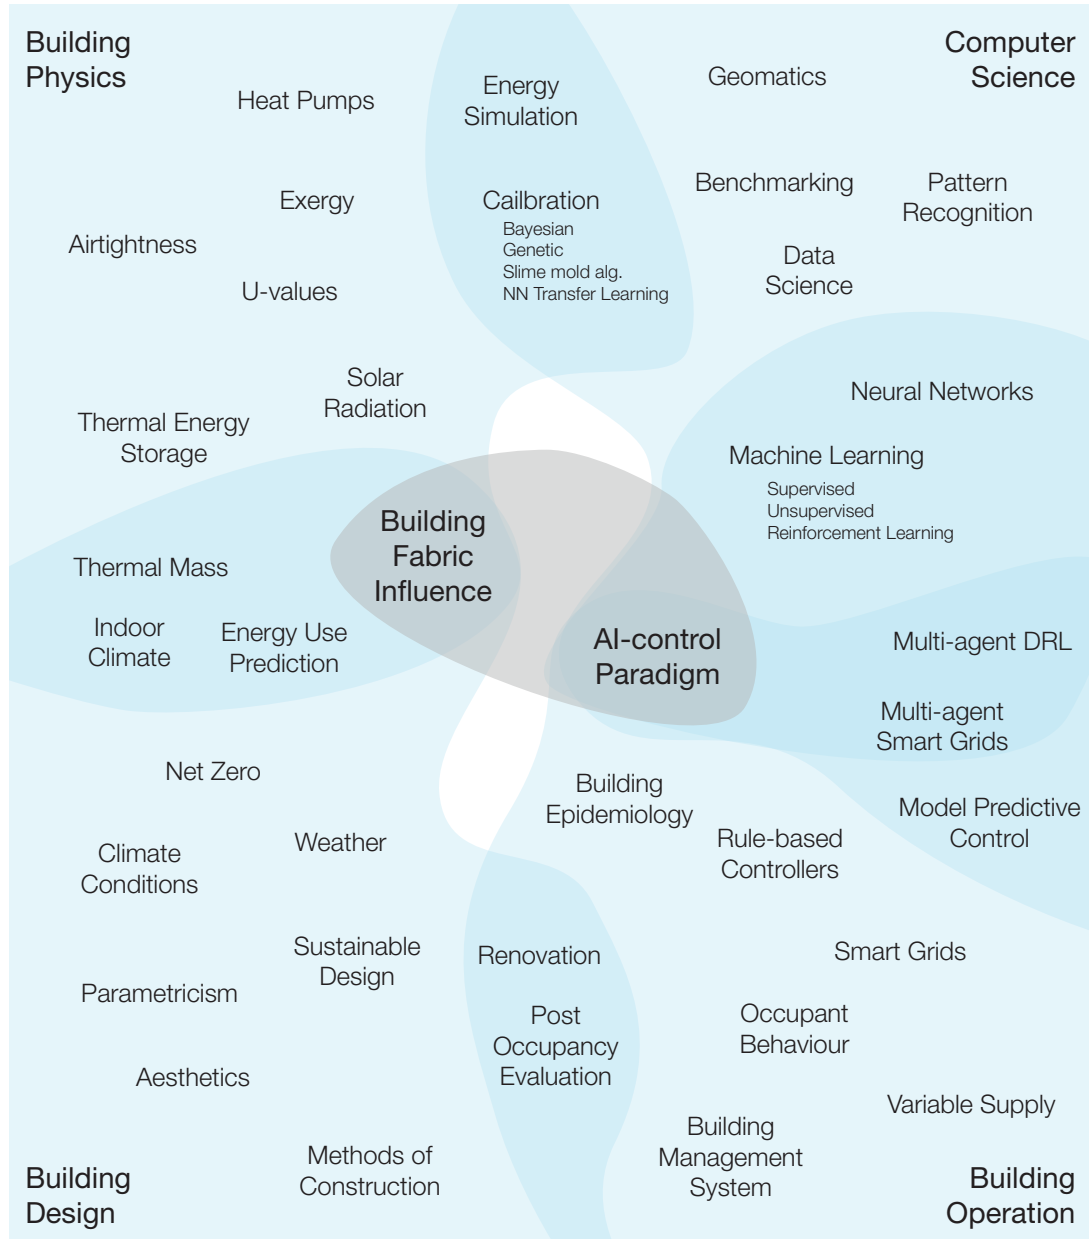 Building
Physics
Computer
Science
Heat Pumps
Energy
Simulation
Geomatics
Exergy
Cailbration
Bayesian
Genetic
Slime mold alg.
NN Transfer Learning
Benchmarking
Pattern
Recognition
Airtightness
U-values
Data
Science
Solar
Radiation
Thermal Energy
Storage
Neural Networks
Machine Learning
Supervised
Unsupervised
Reinforcement Learning
Building
Fabric
Influence
Thermal Mass
Indoor
Climate
Energy Use
Prediction
AI-control
Paradigm
Multi-agent DRL
Multi-agent
Smart Grids
Net Zero
Building
Epidemiology
Model Predictive
Control
Climate
Conditions
Weather
Rule-based
Controllers
Sustainable
Design
Renovation
Smart Grids
Parametricism
Post
Occupancy
Evaluation
Occupant
Behaviour
Aesthetics
Variable Supply
Methods of
Construction
Building
Management
System
Building
Design
Building
Operation